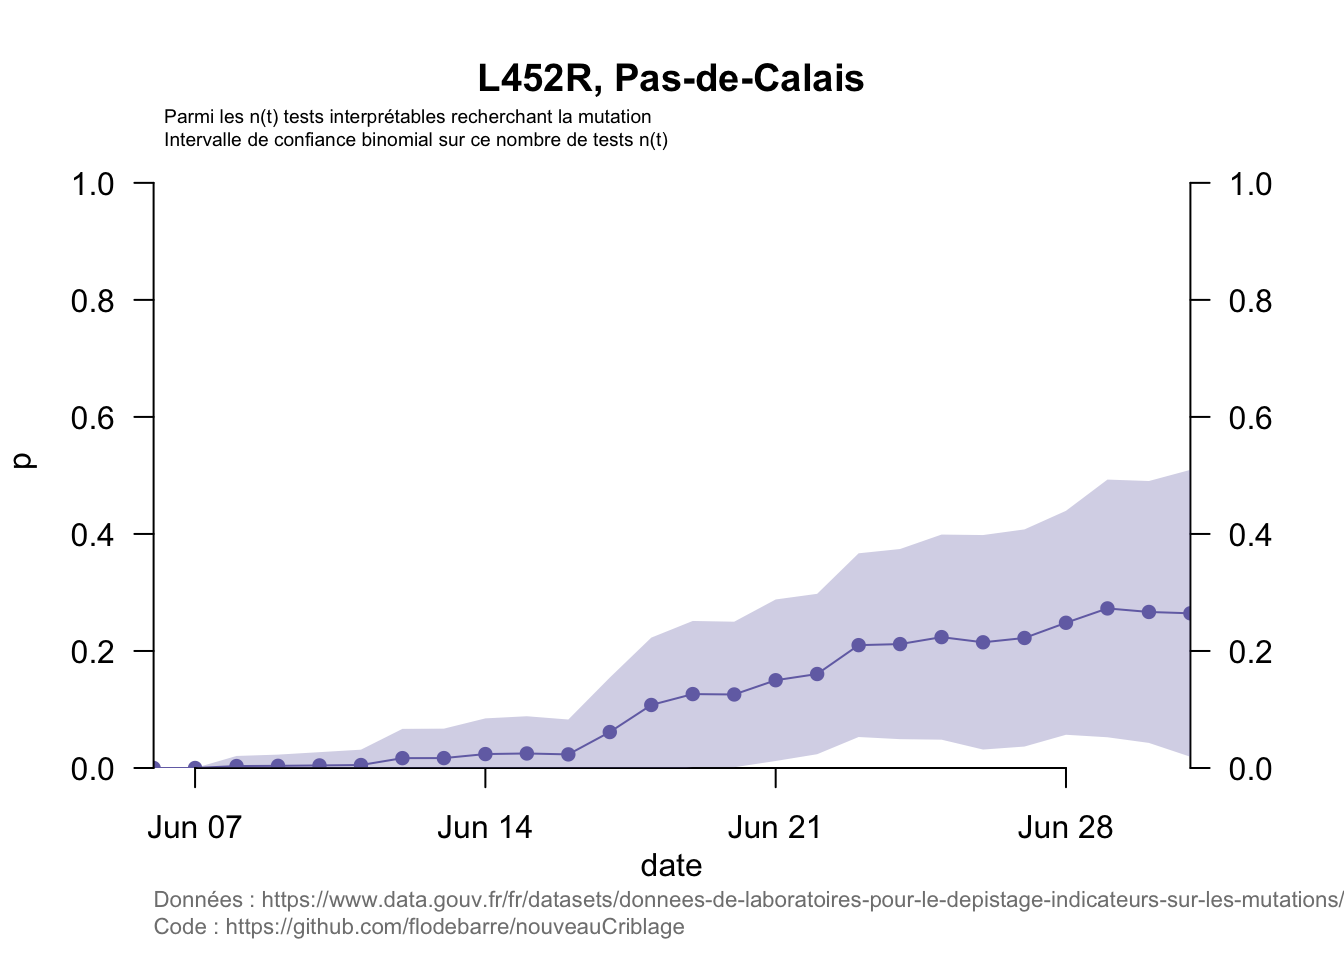 L452R, Pas-de-Calais
Parmi les n(t) tests interprétables recherchant la mutation
Intervalle de confiance binomial sur ce nombre de tests n(t)
1.0 1.0
0.8 0.8
0.6 0.6
p
0.4 0.4
0.2 0.2
0.0 0.0
Jun 07 Jun 14 Jun 21 Jun 28
date
Données : https://www.data.gouv.fr/fr/datasets/donnees-de-laboratoires-pour-le-depistage-indicateurs-sur-les-mutations/
Code : https://github.com/flodebarre/nouveauCriblage